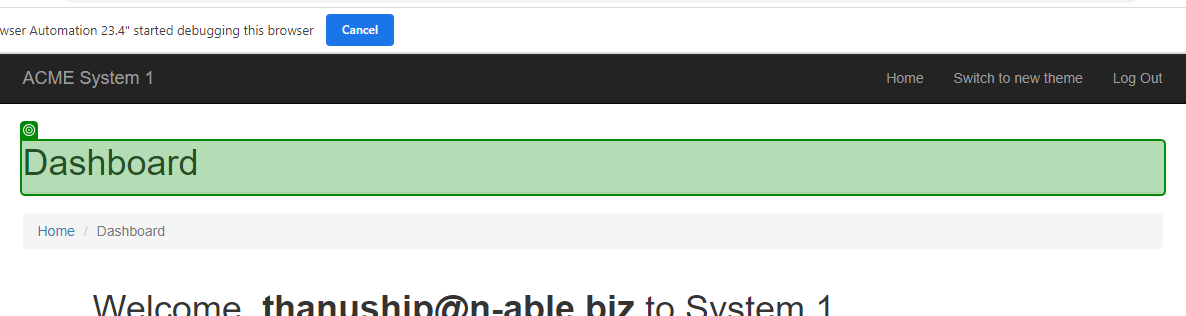 wser Automation 23.4" started debugging this browser Cancel
ACME System 1 Home Switch to new theme Log Out
Dashboard
Home / Dashboard
Welcome, thanuship@n-able.biz to System 1